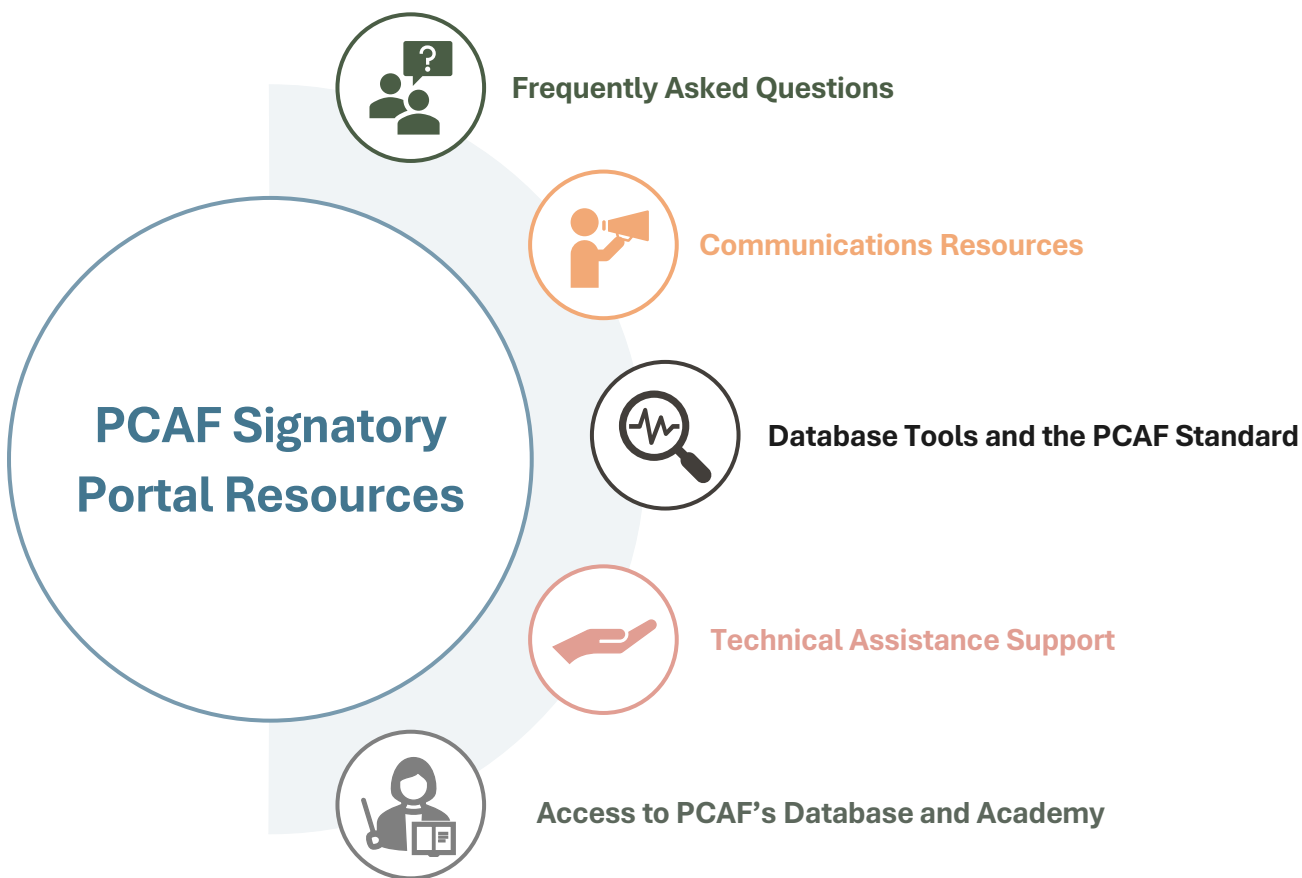 Frequently Asked Questions
Communications Resources
PCAF Signatory
Portal Resources
Database Tools and the PCAF Standard
Technical Assistance Support
Access to PCAF’s Database and Academy
?